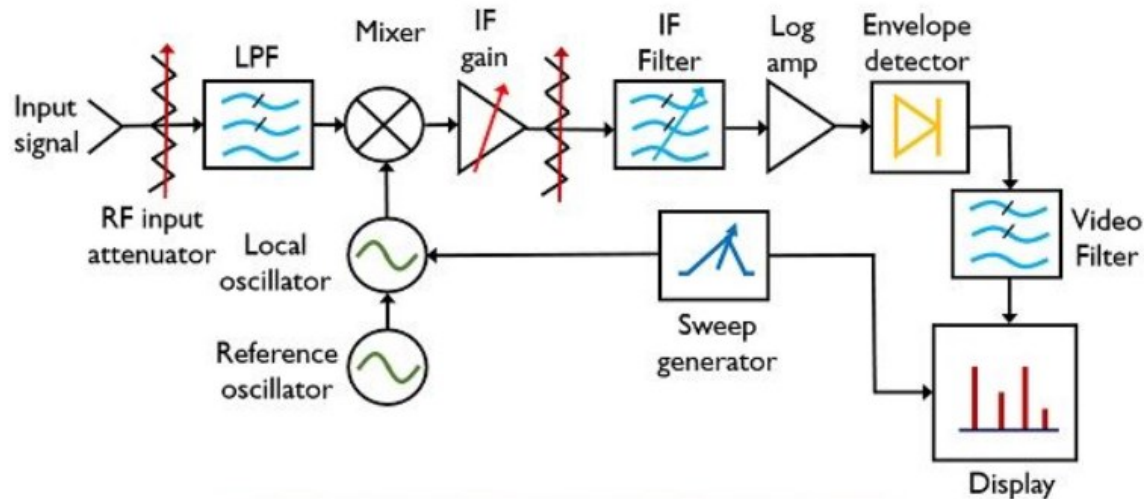 Input
signal
RF input
attenuator
LPF
Mixer
IF
gain
IF
Filter
Log
amp
Envelope
detector
Video
Filter
Local
oscillator
Reference
oscillator
Sweep
generator
Display